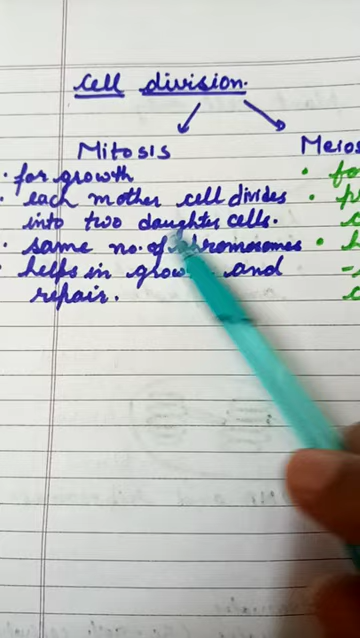 Cell division.
Mitosis
• for growth
• each mother cell divides
into two daughter cells.
• same no. of chromosomes
• helps in growth and
repair.